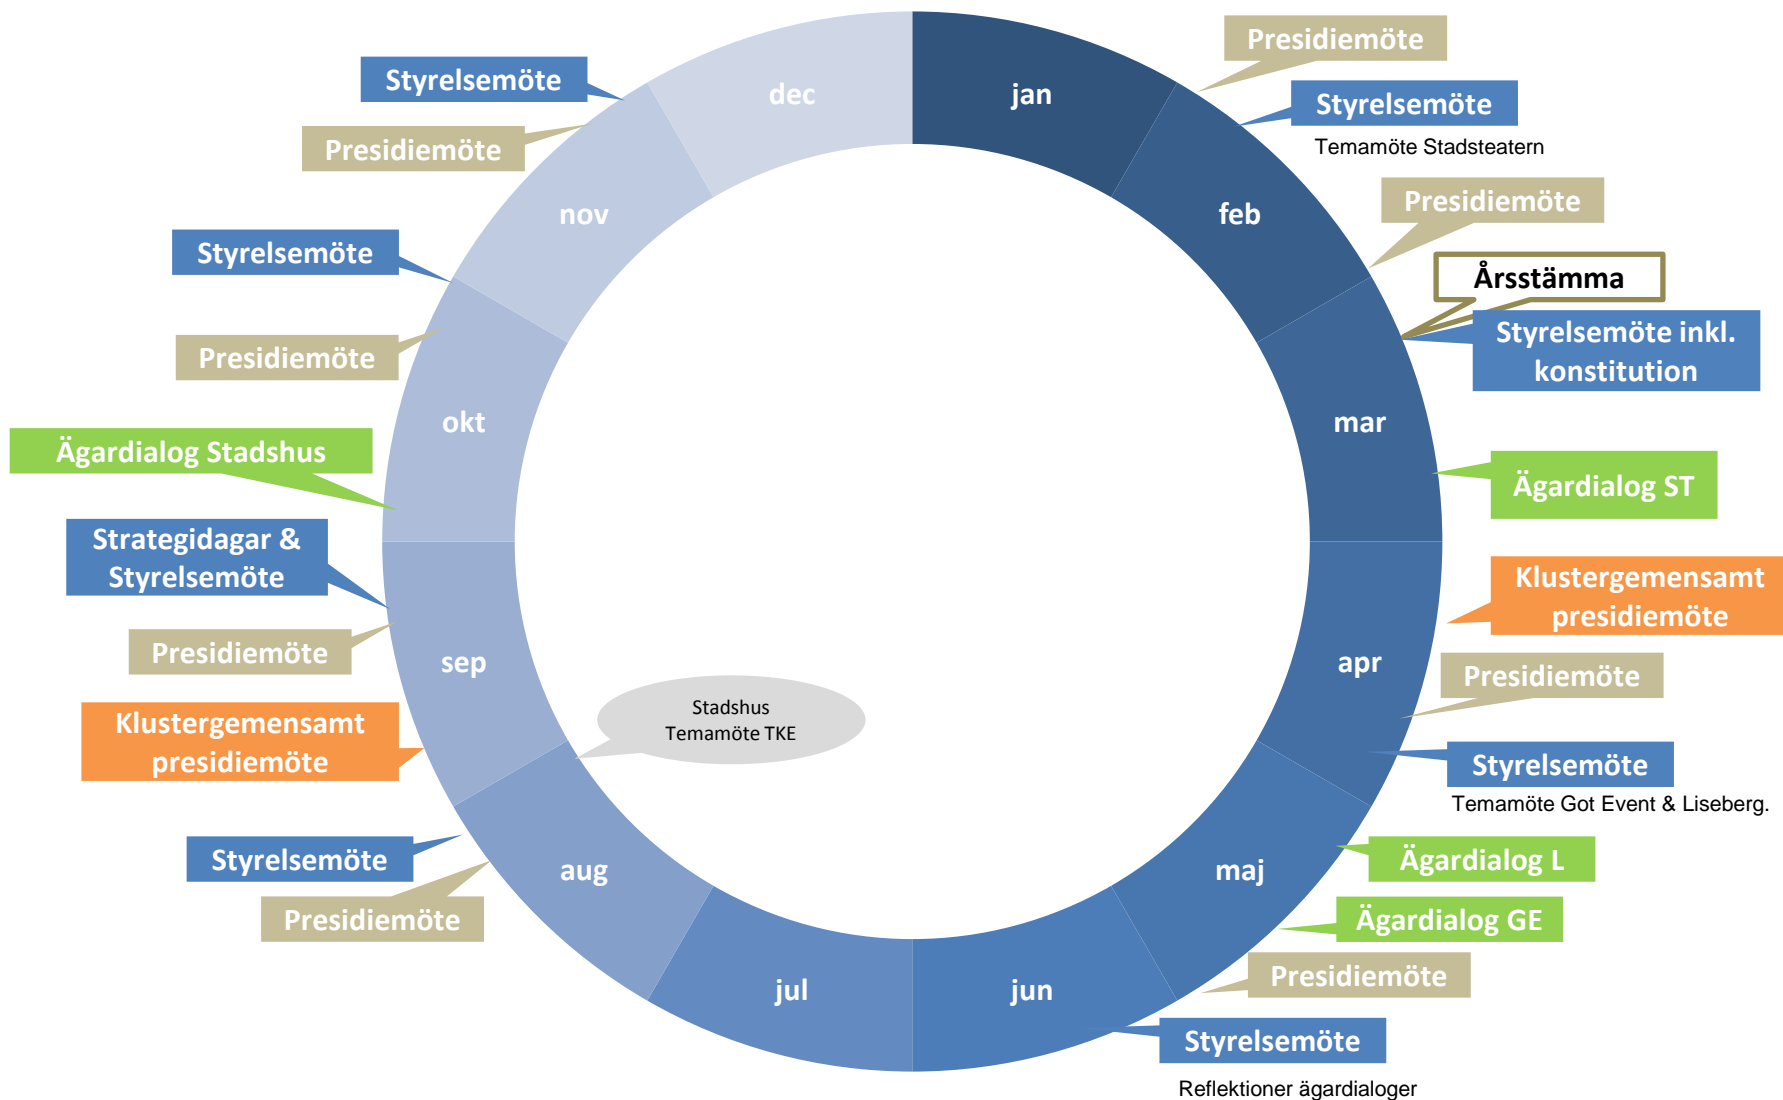 Presidiemöte
Styrelsemöte
dec
jan
Styrelsemöte
Presidiemöte
Temamöte Stadsteatern
Presidiemöte
nov
feb
Styrelsemöte
Årsstämma
Styrelsemöte inkl.
konstitution
Presidiemöte
okt
mar
Ägardialog Stadshus
Ägardialog ST
Strategidagar &
Styrelsemöte
Klustergemensamt
presidiemöte
Presidiemöte
sep
apr
Presidiemöte
Stadshus
Temamöte TKE
Klustergemensamt
presidiemöte
Styrelsemöte
Temamöte Got Event & Liseberg.
Styrelsemöte
aug
maj
Ägardialog L
Presidiemöte
Ägardialog GE
Presidiemöte
jul
jun
Styrelsemöte
Reflektioner ägardialoger